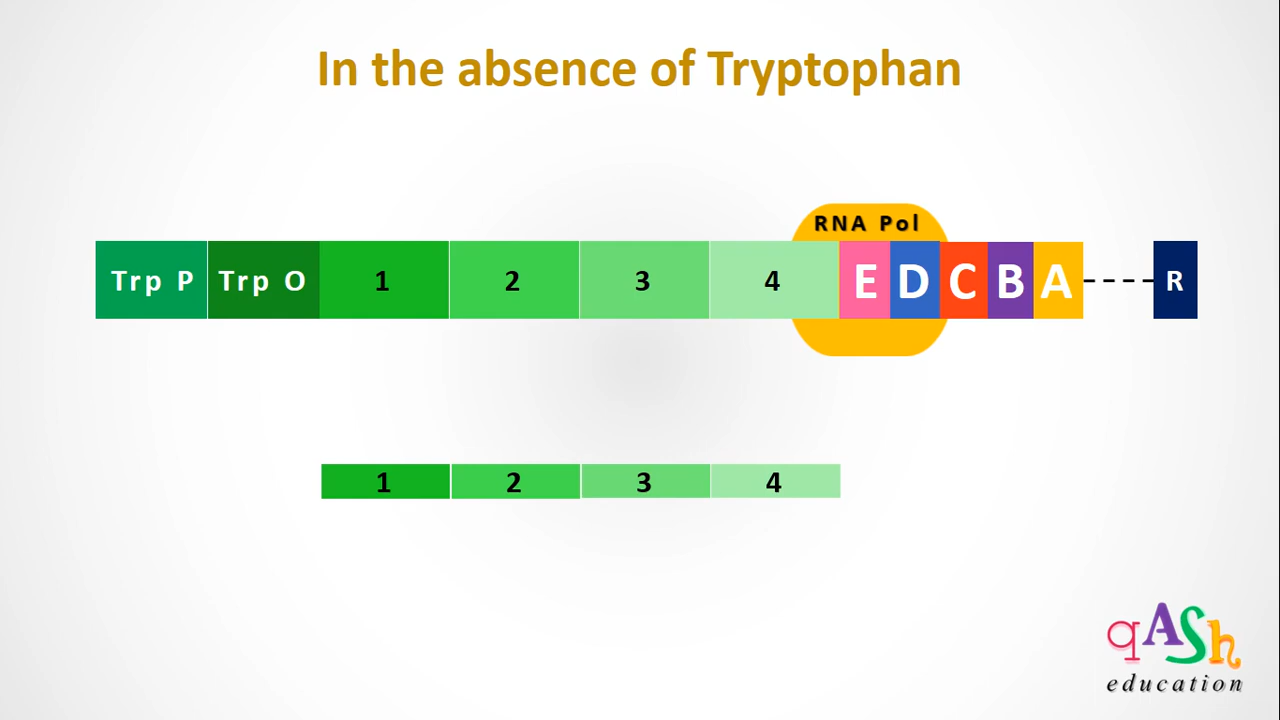 In the absence of Tryptophan
RNA Pol
Trp P Trp O 1 2 3 4 E D C B A R
1 2 3 4
qASh
education